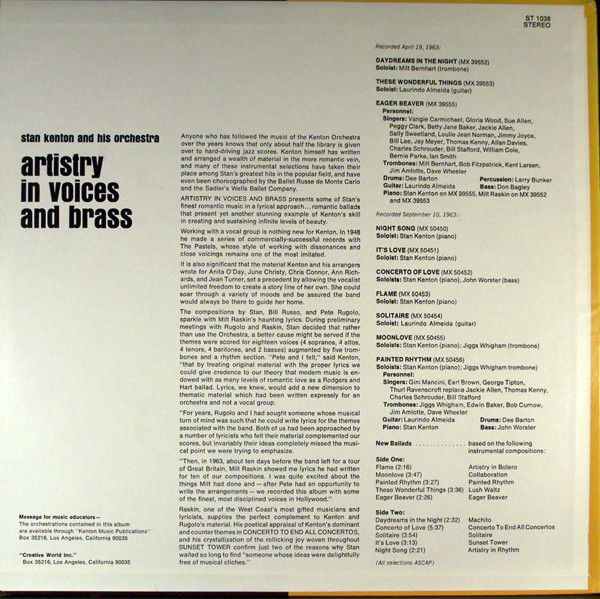 ST 1038
STEREO
stan kenton and his orchestra
artistry
in voices
and brass
Message for music educators—
The orchestrations contained in this album
are available through "Kenton Music Publications"
Box 35216, Los Angeles, California 90035
"Creative World Inc."
Box 35216, Los Angeles, California 90035
Anyone who has followed the music of the Kenton Orchestra
over the years knows that only about half the library is given
over to hard-driving jazz scores. Kenton himself has written
and arranged a wealth of material in the more romantic vein,
and many of these instrumental selections have taken their
place among Stan's greatest hits in the popular field, and have
even been choreographed by the Ballet Russe de Monte Carlo
and the Sadler's Wells Ballet Company.
ARTISTRY IN VOICES AND BRASS presents some of Stan's
finest romantic music in a lyrical approach... romantic ballads
that present yet another stunning example of Kenton's skill
in creating and sustaining infinite levels of beauty.
Working with a vocal group is nothing new for Kenton. In 1946
he made a series of commercially-successful records with
The Pastels, whose style of working with dissonances and
close voicings remains one of the most imitated.
It is also significant that the material Kenton and his arrangers
wrote for Anita O'Day, June Christy, Chris Connor, Ann Rich-
ards, and Jean Turner, set a precedent by allowing the vocalist
unlimited freedom to create a story line of her own. She could
soar through a variety of moods and be assured the band
would always be there to guide her home.
The compositions by Stan, Bill Russo, and Pete Rugolo,
sparkle with Milt Raskin's haunting lyrics. During preliminary
meetings with Rugolo and Raskin, Stan decided that rather
than use the Orchestra, a better cause might be served if the
themes were scored for eighteen voices (4 sopranos, 4 altos,
4 tenors, 4 baritones, and 2 basses) augmented by five trom-
bones and a rhythm section. "Pete and I felt," said Kenton,
"that by treating original material with the proper lyrics we
could give credence to our theory that modern music is en-
dowed with as many levels of romantic love as a Rodgers and
Hart ballad. Lyrics, we knew, would add a new dimension to
thematic material which had been written expressly for an
orchestra and not a vocal group.
"For years, Rugolo and I had sought someone whose musical
turn of mind was such that he could write lyrics for the themes
associated with the band. Both of us had been approached by
a number of lyricists who felt their material complemented our
scores, but invariably their ideas completely missed the musi-
cal point we were trying to emphasize.
"Then, in 1963, about ten days before the band left for a tour
of Great Britain, Milt Raskin showed me lyrics he had written
for ten of our compositions. I was quite excited about the
things Milt had done and — after Pete had an opportunity to
write the arrangements — we recorded this album with some
of the finest, most disciplined voices in Hollywood."
Raskin, one of the West Coast's most gifted musicians and
lyricists, supplies the perfect complement to Kenton and
Rugolo's material. His poetical appraisal of Kenton's dominant
and counter themes in CONCERTO TO END ALL CONCERTOS,
and his crystallization of the rollicking joy woven throughout
SUNSET TOWER confirm just two of the reasons why Stan
waited so long to find "someone whose ideas were delightfully
free of musical cliches."
Recorded April 19, 1963:
DAYDREAMS IN THE NIGHT (MX 39552)
Soloist: Milt Bernhart (trombone)
THESE WONDERFUL THINGS (MX 39553)
Soloist: Laurindo Almeida (guitar)
EAGER BEAVER (MX 39555)
Personnel:
Singers: Vangie Carmichael, Gloria Wood, Sue Allen,
Peggy Clark, Betty Jane Baker, Jackie Allen,
Sally Sweetland, Loulie Jean Norman, Jimmy Joyce,
Bill Lee, Jay Meyer, Thomas Kenny, Allan Davies,
Charles Schrouder, Bill Stafford, William Cole,
Bernie Parke, Ian Smith
Trombones: Milt Bernhart, Bob Fitzpatrick, Kent Larsen,
Jim Amlotte, Dave Wheeler
Drums: Dee Barton Percussion: Larry Bunker
Guitar: Laurindo Almeida Bass: Don Bagley
Piano: Stan Kenton on MX 39555, Milt Raskin on MX 39552
and MX 39553
Recorded September 10, 1963:
NIGHT SONG (MX 50450)
Soloist: Stan Kenton (piano)
IT'S LOVE (MX 50451)
Soloist: Stan Kenton (piano)
CONCERTO OF LOVE (MX 50452)
Soloists: Stan Kenton (piano), John Worster (bass)
FLAME (MX 50453)
Soloist: Stan Kenton (piano)
SOLITAIRE (MX 50454)
Soloist: Laurindo Almeida (guitar)
MOONLOVE (MX 50455)
Soloists: Stan Kenton (piano); Jiggs Whigham (trombone)
PAINTED RHYTHM (MX 50456)
Soloists: Stan Kenton (piano); Jiggs Whigham trombone)
Personnel:
Singers: Gini Mancini, Earl Brown, George Tipton,
Thurl Ravenscroft replace Jackie Allen, Thomas Kenny,
Charles Schrouder, Bill Stafford
Trombones: Jiggs Whigham, Edwin Baker, Bob Curnow,
Jim Amlotte, Dave Wheeler
Guitar: Laurindo Almeida Drums: Dee Barton
Piano: Stan Kenton Bass: John Worster
New Ballads . . . . . . . . . . . . . based on the following
instrumental compositions:
Side One:
Flame (2:16) Artistry in Bolero
Moonlove (3:47) Collaboration
Painted Rhythm (3:27) Painted Rhythm
These Wonderful Things (3:36) Lush Waltz
Eager Beaver (2:26) Eager Beaver
Side Two:
Daydreams in the Night (2:32) Machito
Concerto of Love (5:37) Concerto To End All Concertos
Solitaire (3:54) Solitaire
It's Love (3:13) Sunset Tower
Night Song (2:21) Artistry in Rhythm
(All selections ASCAP)